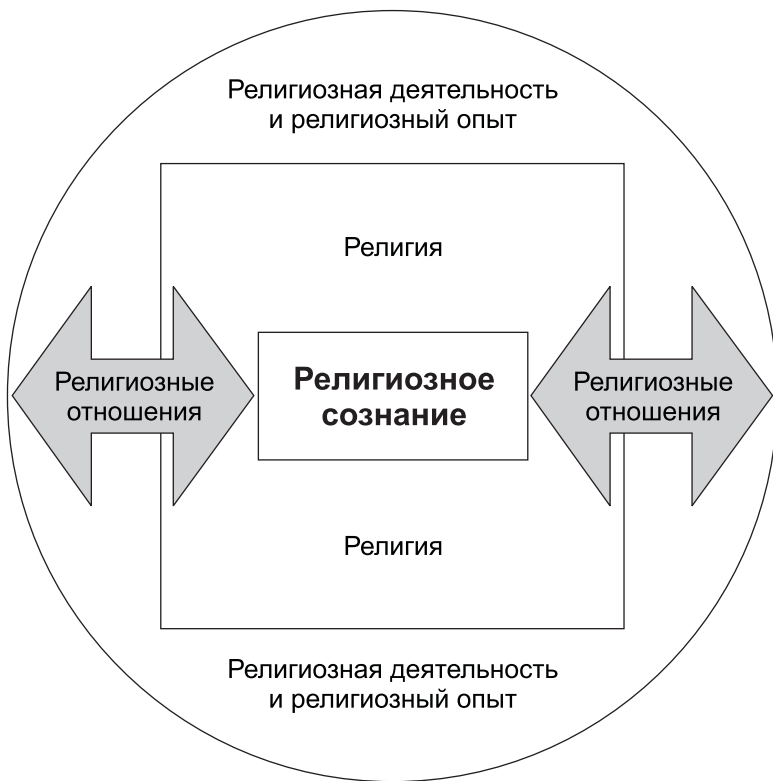 Религиозная деятельность
и религиозный опыт
Религия
Религиозные
отношения
Религиозное
сознание
Религиозные
отношения
Религия
Религиозная деятельность
и религиозный опыт